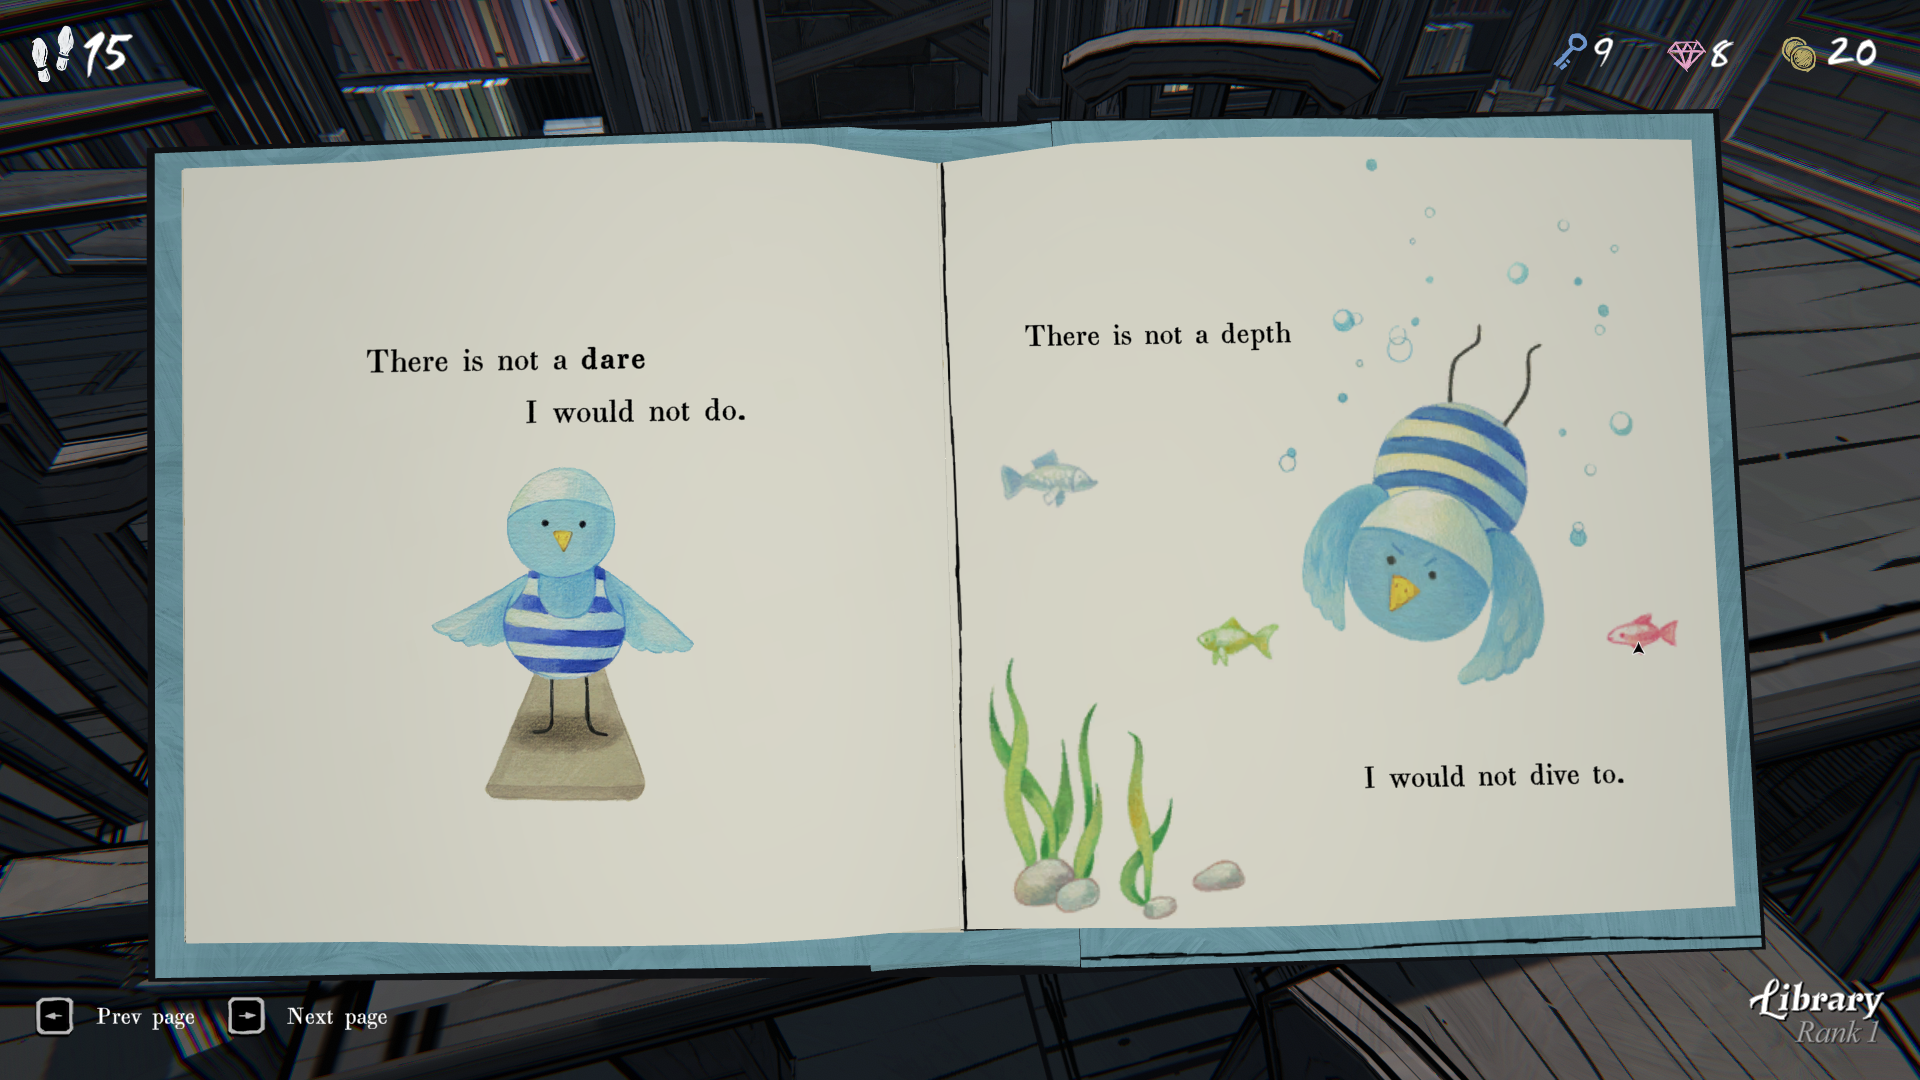 15
9
8
20
There is not a dare
I would not do.
There is not a depth
I would not dive to.
Prev page
Next page
Library
Rank 1